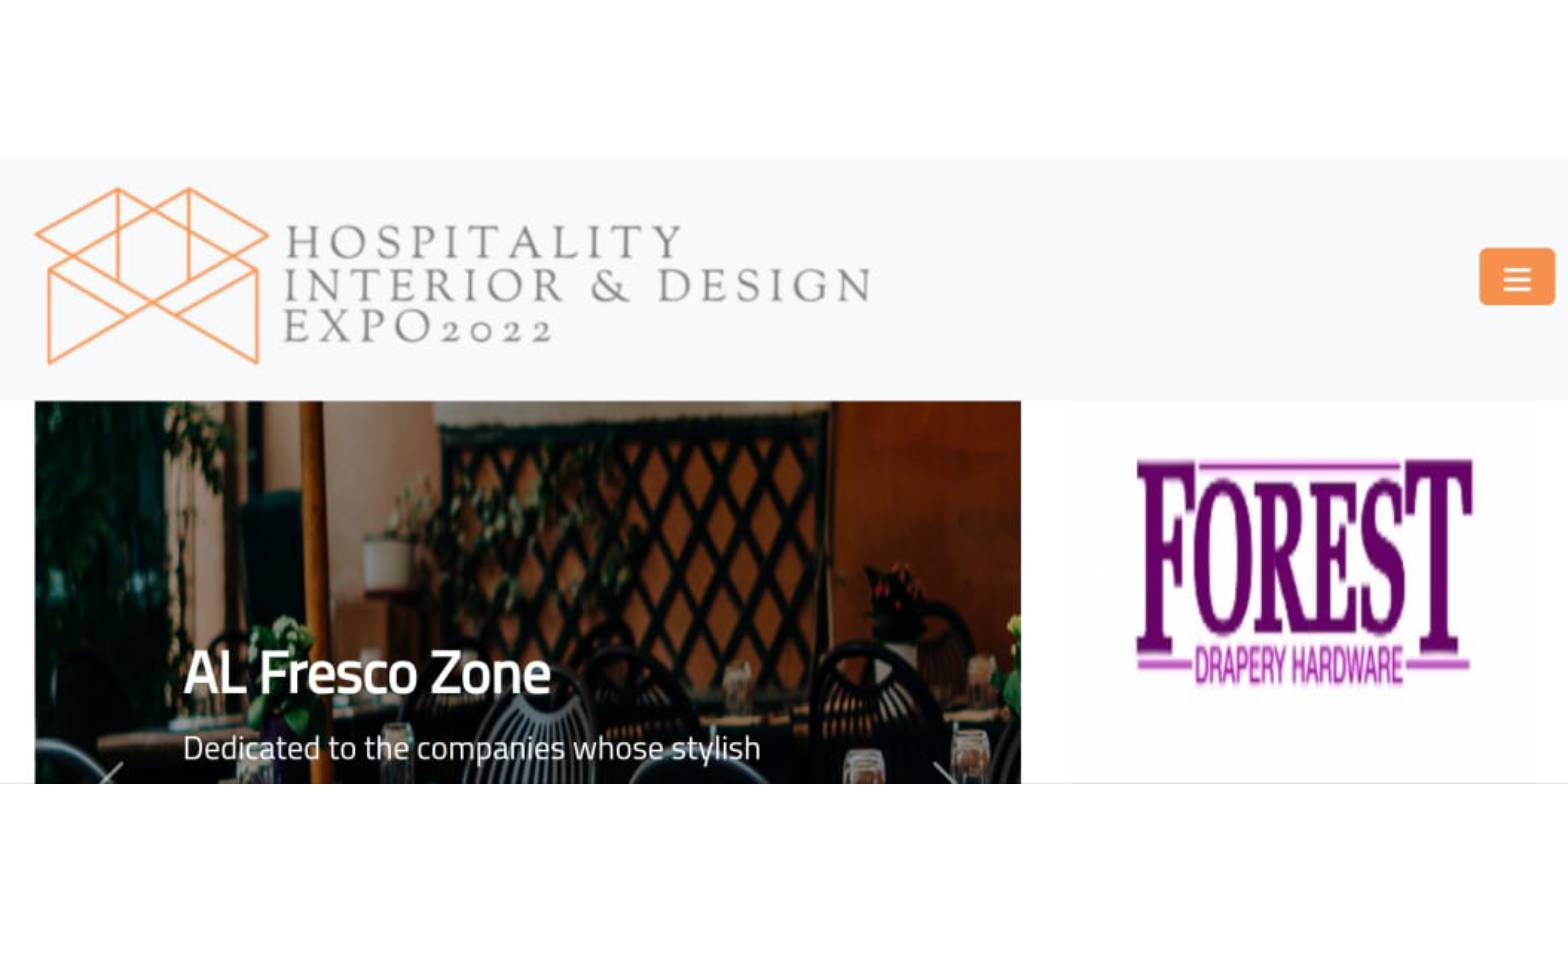 HOSPITALITY
INTERIOR & DESIGN
EXPO2022
AL Fresco Zone
Dedicated to the companies whose stylish
FOREST
DRAPERY HARDWARE